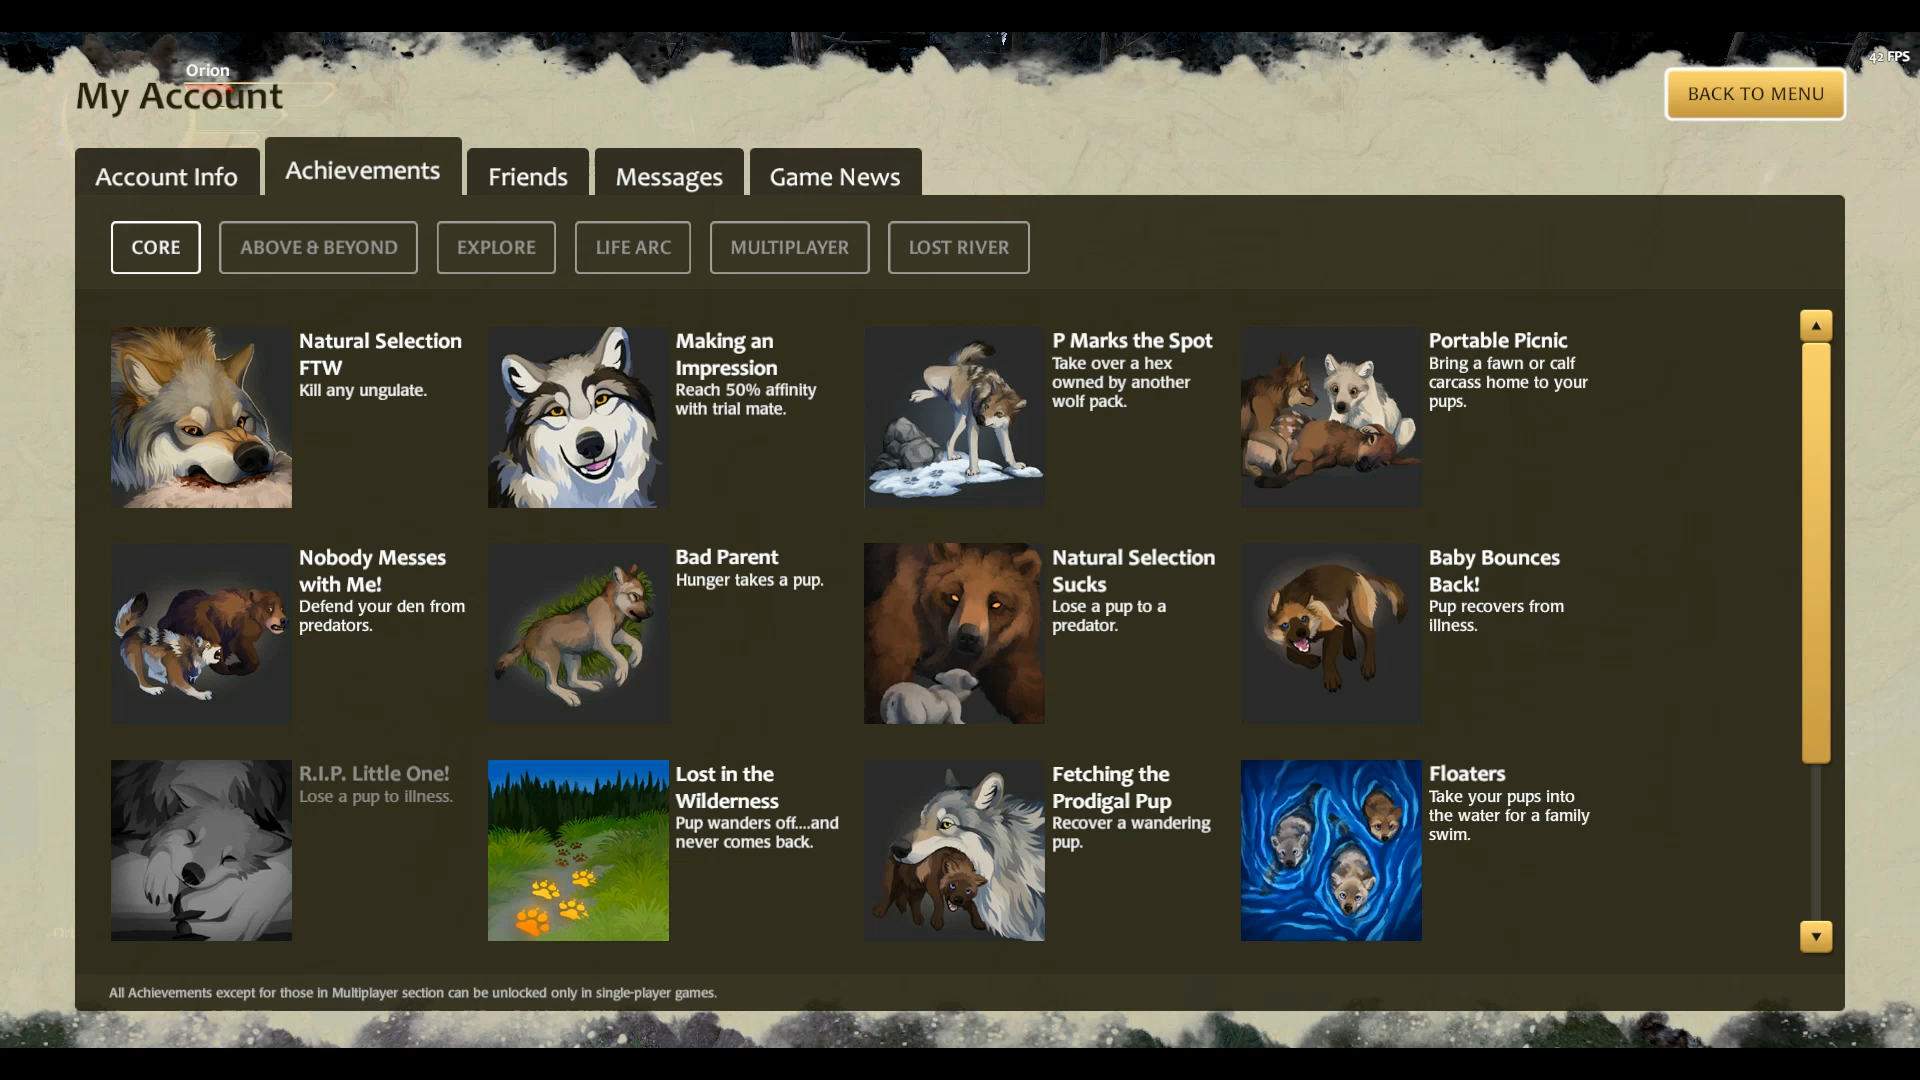 Orion
42 FPS
My Account
BACK TO MENU
Account Info
Achievements
Friends
Messages
Game News
CORE
ABOVE & BEYOND
EXPLORE
LIFE ARC
MULTIPLAYER
LOST RIVER
Natural Selection
FTW
Kill any ungulate.
Making an
Impression
Reach 50% affinity
with trial mate.
P Marks the Spot
Take over a hex
owned by another
wolf pack.
Portable Picnic
Bring a fawn or calf
carcass home to your
pups.
Nobody Messes
with Me!
Defend your den from
predators.
Bad Parent
Hunger takes a pup.
Natural Selection
Sucks
Lose a pup to a
predator.
Baby Bounces
Back!
Pup recovers from
illness.
R.I.P. Little One!
Lose a pup to illness.
Lost in the
Wilderness
Pup wanders off....and
never comes back.
Fetching the
Prodigal Pup
Recover a wandering
pup.
Floaters
Take your pups into
the water for a family
swim.
All Achievements except for those in Multiplayer section can be unlocked only in single-player games.